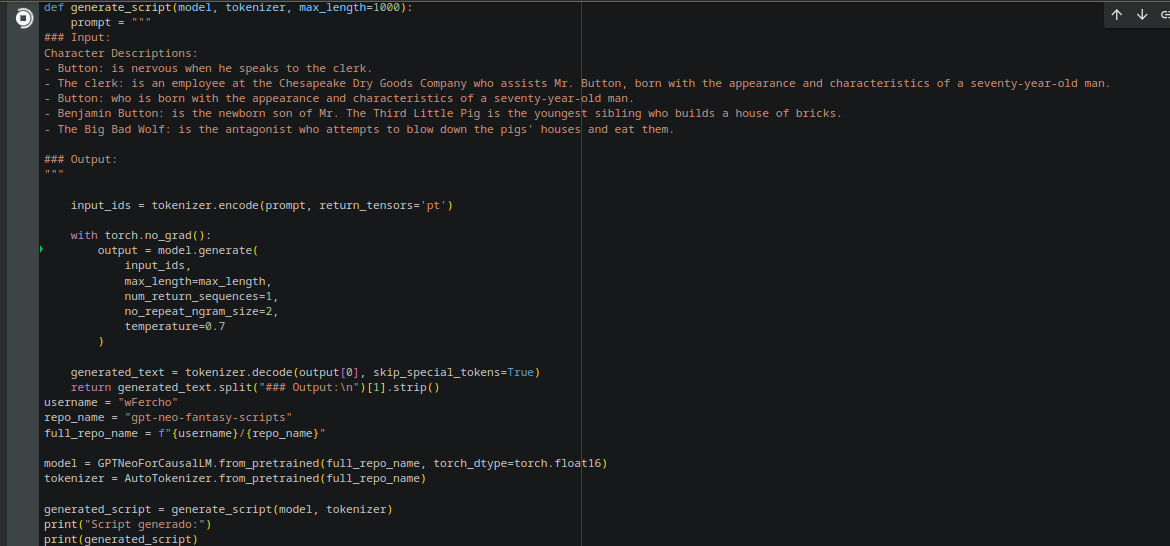 def generate_script(model, tokenizer, max_length=1000):
    prompt = """
### Input:
Character Descriptions:
- Button: is nervous when he speaks to the clerk.
- The clerk: is an employee at the Chesapeake Dry Goods Company who assists Mr. Button, born with the appearance and characteristics of a seventy-year-old man.
- Button: who is born with the appearance and characteristics of a seventy-year-old man.
- Benjamin Button: is the newborn son of Mr. The Third Little Pig is the youngest sibling who builds a house of bricks.
- The Big Bad Wolf: is the antagonist who attempts to blow down the pigs' houses and eat them.

### Output:
"""

    input_ids = tokenizer.encode(prompt, return_tensors='pt')

    with torch.no_grad():
        output = model.generate(
            input_ids,
            max_length=max_length,
            num_return_sequences=1,
            no_repeat_ngram_size=2,
            temperature=0.7
        )

    generated_text = tokenizer.decode(output[0], skip_special_tokens=True)
    return generated_text.split("### Output:\n")[1].strip()
username = "wFercho"
repo_name = "gpt-neo-fantasy-scripts"
full_repo_name = f"{username}/{repo_name}"

model = GPTNeoForCausalLM.from_pretrained(full_repo_name, torch_dtype=torch.float16)
tokenizer = AutoTokenizer.from_pretrained(full_repo_name)

generated_script = generate_script(model, tokenizer)
print("Script generado:")
print(generated_script)